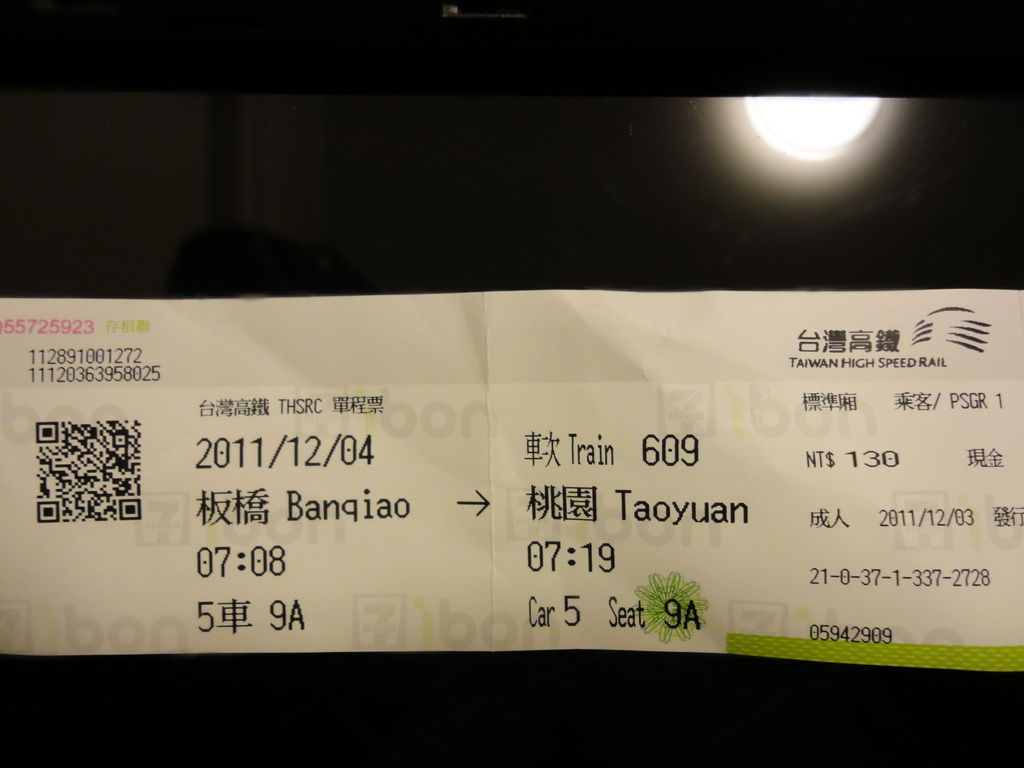 55725923 存根聯
112891001272
11120363958025
台灣高鐵
TAIWAN HIGH SPEED RAIL
台灣高鐵 THSRC 單程票
標準廂 乘客/ PSGR 1
2011/12/04
車次 Train 609
NT$ 130 現金
板橋 Banqiao → 桃園 Taoyuan
成人 2011/12/03 發行
07:08
07:19
21-0-37-1-337-2728
5車 9A
Car 5 Seat 9A
05942909
ibon